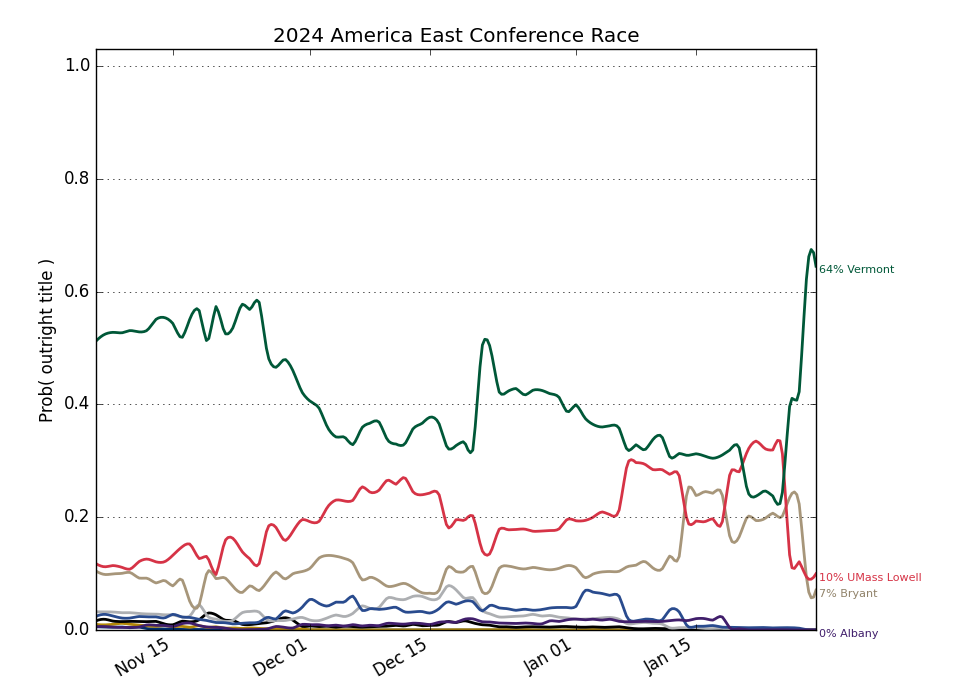 2024 America East Conference Race
Prob( outright title )
1.0
0.8
0.6
0.4
0.2
0.0
64% Vermont
10% UMass Lowell
7% Bryant
0% Albany
Nov 15
Dec 01
Dec 15
Jan 01
Jan 15